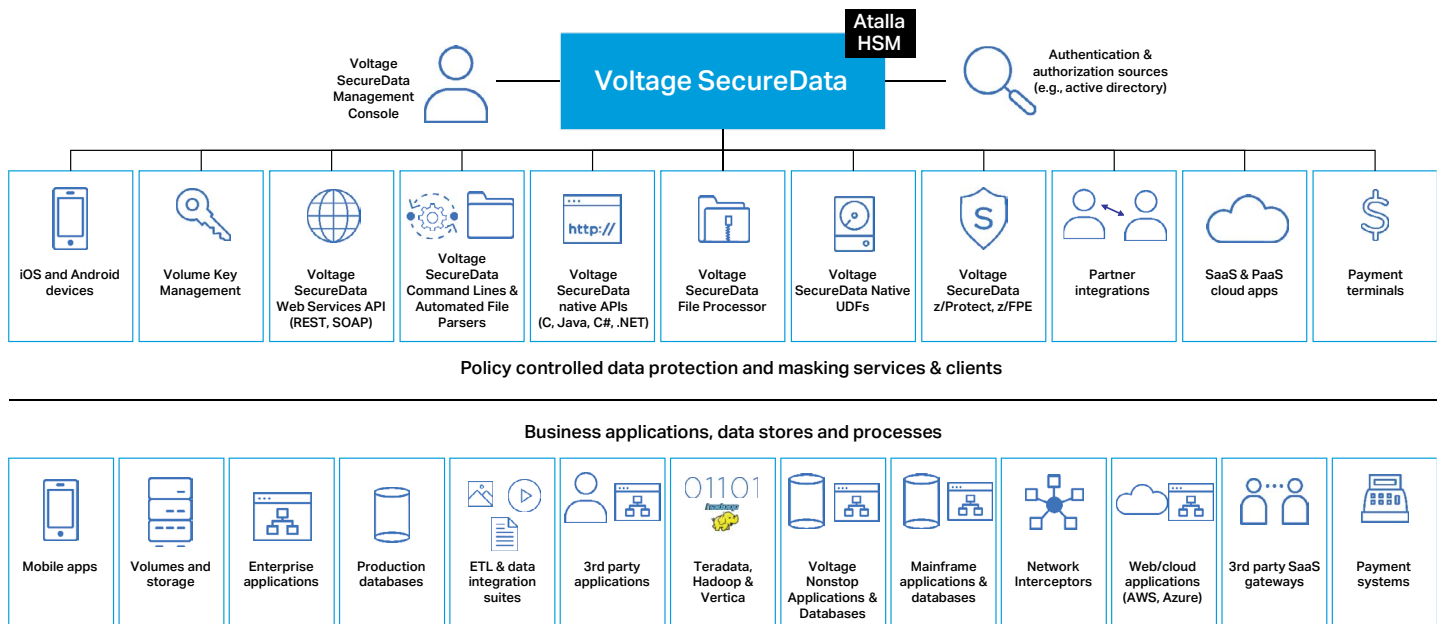 Atalla
HSM
Voltage
SecureData
Management
Console
Voltage SecureData
Authentication &
authorization sources
(e.g., active directory)
iOS and Android
devices
Volume Key
Management
Voltage
SecureData
Web Services API
(REST, SOAP)
Voltage
SecureData
Command Lines &
Automated File
Parsers
http://
Voltage
SecureData
native APIs
(C, Java, C#, .NET)
Voltage
SecureData
File Processor
Voltage
SecureData Native
UDFs
S
Voltage
SecureData
z/Protect, z/FPE
Partner
integrations
SaaS & PaaS
cloud apps
$
Payment
terminals
Policy controlled data protection and masking services & clients
Business applications, data stores and processes
Mobile apps
Volumes and
storage
Enterprise
applications
Production
databases
ETL & data
integration
suites
3rd party
applications
01101
hadoop
Teradata,
Hadoop &
Vertica
Voltage
Nonstop
Applications &
Databases
Mainframe
applications &
databases
Network
Interceptors
Web/cloud
applications
(AWS, Azure)
3rd party SaaS
gateways
Payment
systems